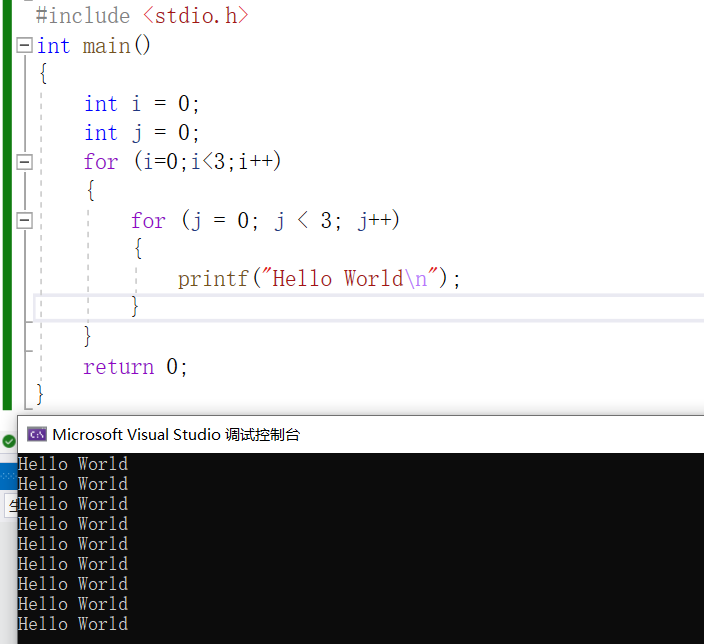 #include <stdio.h>
int main()
{
    int i = 0;
    int j = 0;
    for (i=0;i<3;i++)
    {
        for (j = 0; j < 3; j++)
        {
            printf("Hello World\n");
        }
    }
    return 0;
}
Microsoft Visual Studio 调试控制台
Hello World
Hello World
Hello World
Hello World
Hello World
Hello World
Hello World
Hello World
Hello World